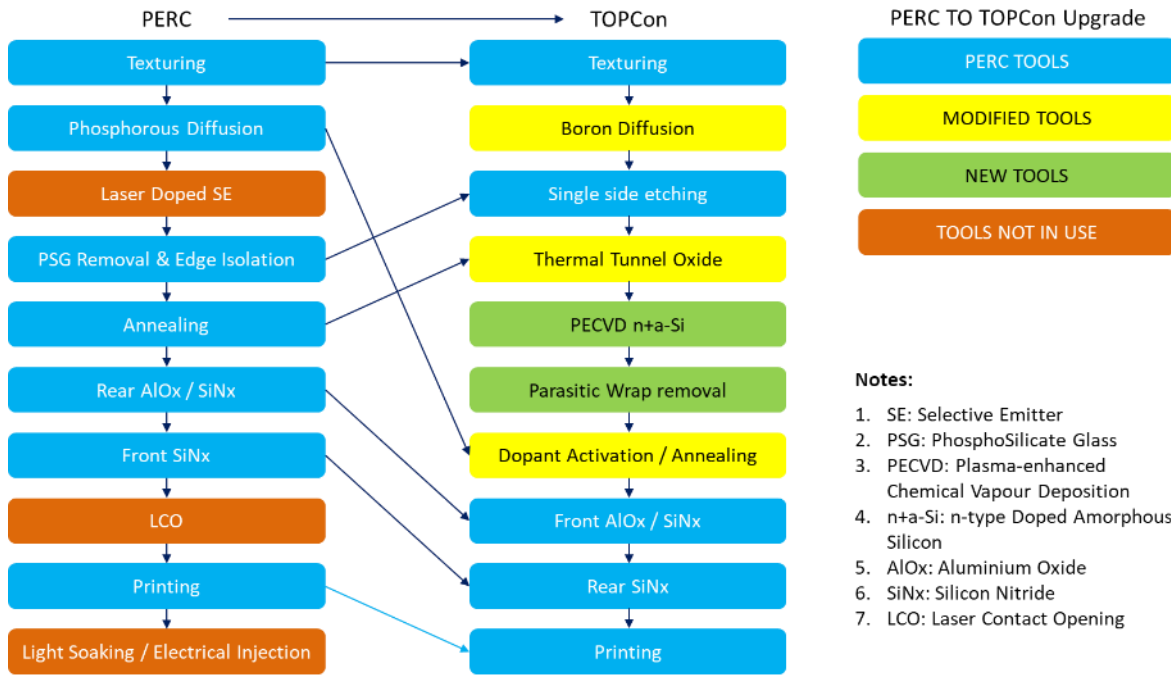 PERC
TOPCon
PERC TO TOPCon Upgrade
Texturing
Phosphorous Diffusion
Laser Doped SE
PSG Removal & Edge Isolation
Annealing
Rear AlOx / SiNx
Front SiNx
LCO
Printing
Light Soaking / Electrical Injection
Texturing
Boron Diffusion
Single side etching
Thermal Tunnel Oxide
PECVD n+a-Si
Parasitic Wrap removal
Dopant Activation / Annealing
Front AlOx / SiNx
Rear SiNx
Printing
PERC TOOLS
MODIFIED TOOLS
NEW TOOLS
TOOLS NOT IN USE
Notes:
1. SE: Selective Emitter
2. PSG: PhosphoSilicate Glass
3. PECVD: Plasma-enhanced
Chemical Vapour Deposition
4. n+a-Si: n-type Doped Amorphous
Silicon
5. AlOx: Aluminium Oxide
6. SiNx: Silicon Nitride
7. LCO: Laser Contact Opening